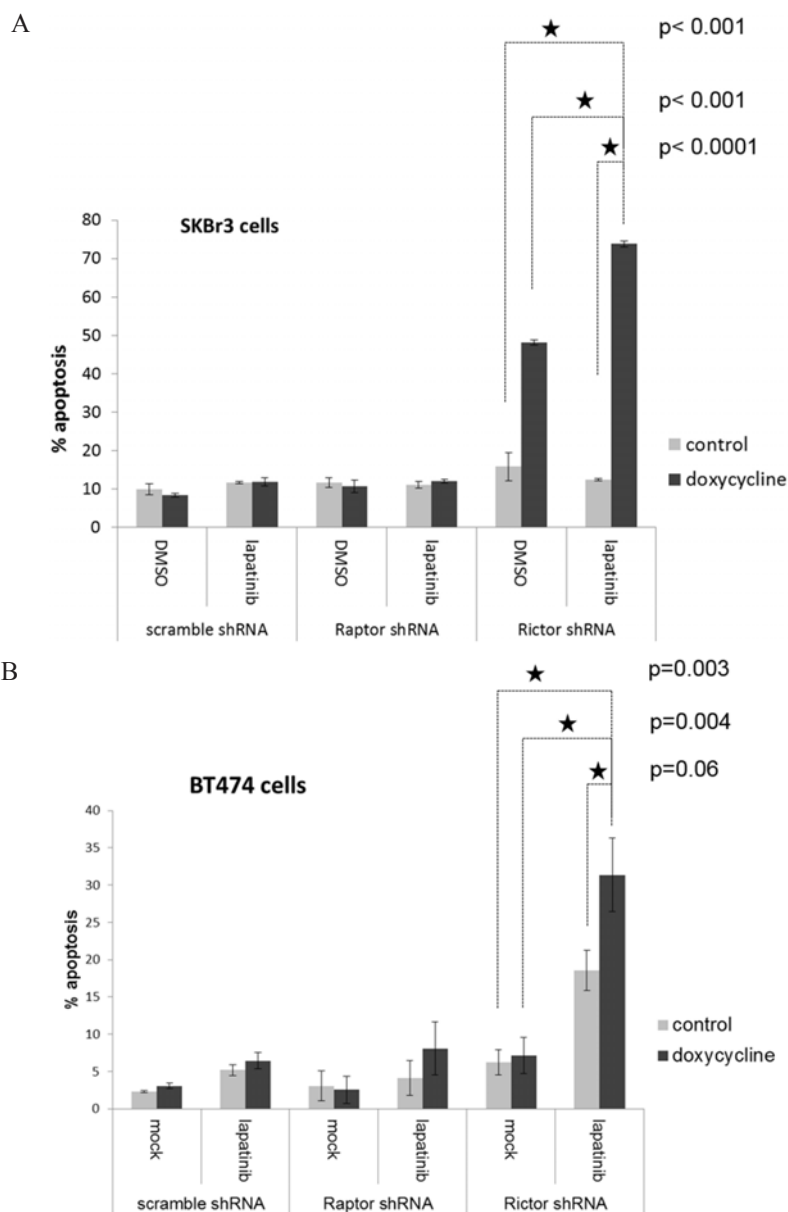 A
p< 0.001
p< 0.001
p< 0.0001
SKBr3 cells
80
70
60
50
40
30
20
10
0
% apoptosis
control
doxycycline
DMSO
lapatinib
DMSO
lapatinib
DMSO
lapatinib
scramble shRNA
Raptor shRNA
Rictor shRNA
B
p=0.003
p=0.004
p=0.06
BT474 cells
40
35
30
25
20
15
10
5
0
% apoptosis
control
doxycycline
mock
lapatinib
mock
lapatinib
mock
lapatinib
scramble shRNA
Raptor shRNA
Rictor shRNA